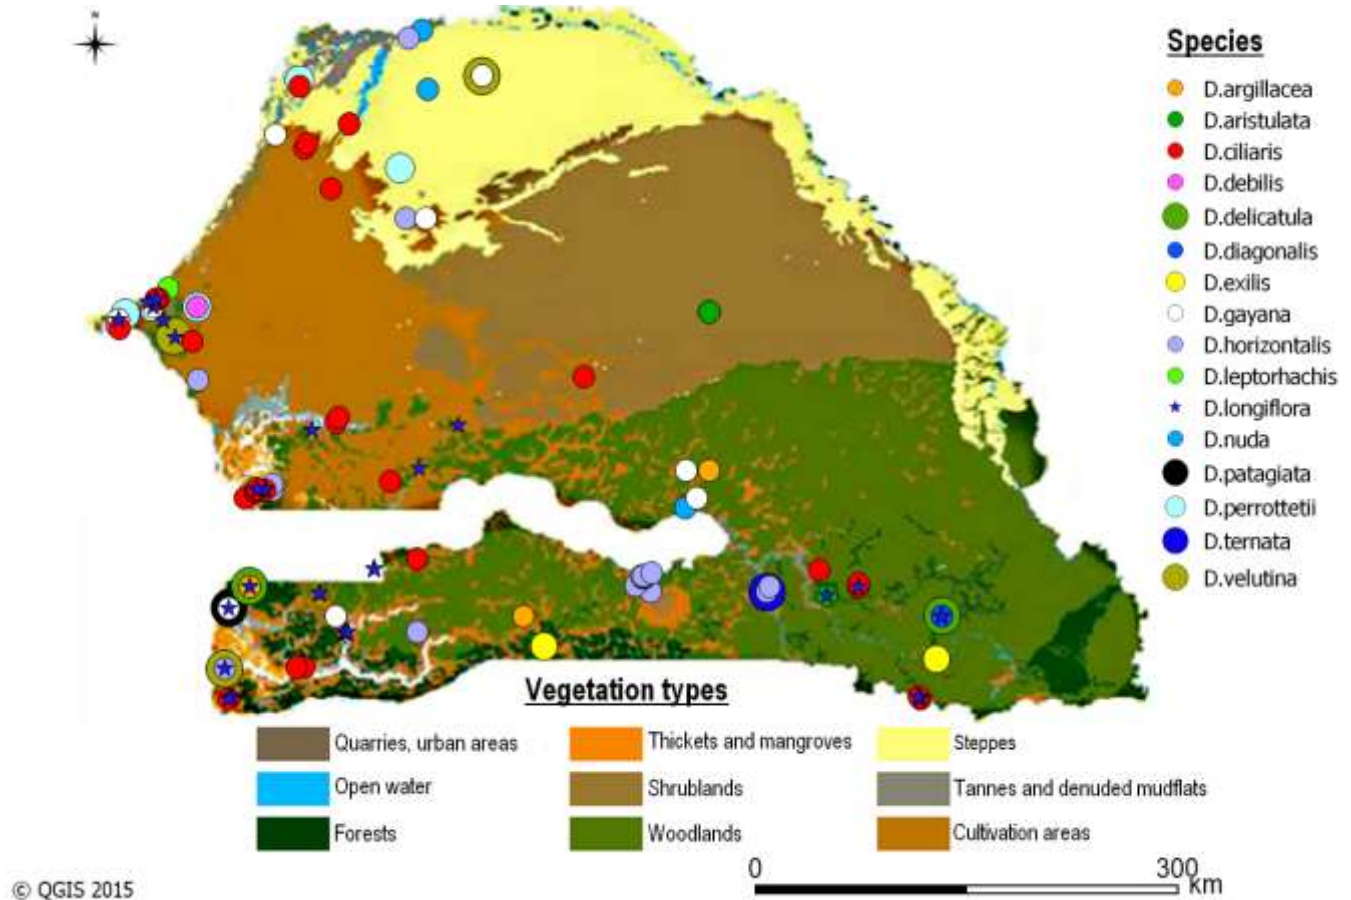 N
Species
D.argillacea
D.aristulata
D.ciliaris
D.debilis
D.delicatula
D.diagonalis
D.exilis
D.gayana
D.horizontalis
D.leptorhachis
D.longiflora
D.nuda
D.patagiata
D.perrottetii
D.ternata
D.velutina
Vegetation types
Quarries, urban areas
Thickets and mangroves
Steppes
Open water
Shrublands
Tannes and denuded mudflats
Forests
Woodlands
Cultivation areas
0 300
km
© QGIS 2015